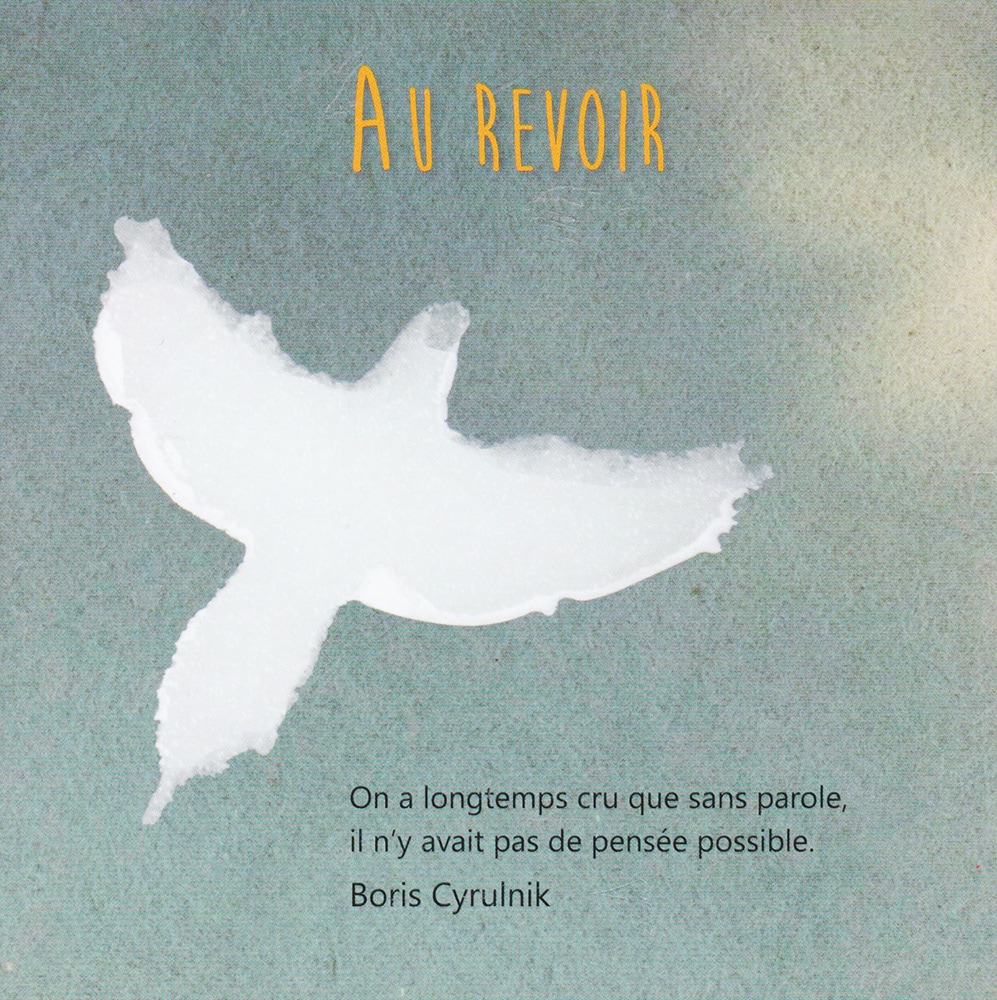 Au revoir
On a longtemps cru que sans parole,
il n'y avait pas de pensée possible.
Boris Cyrulnik